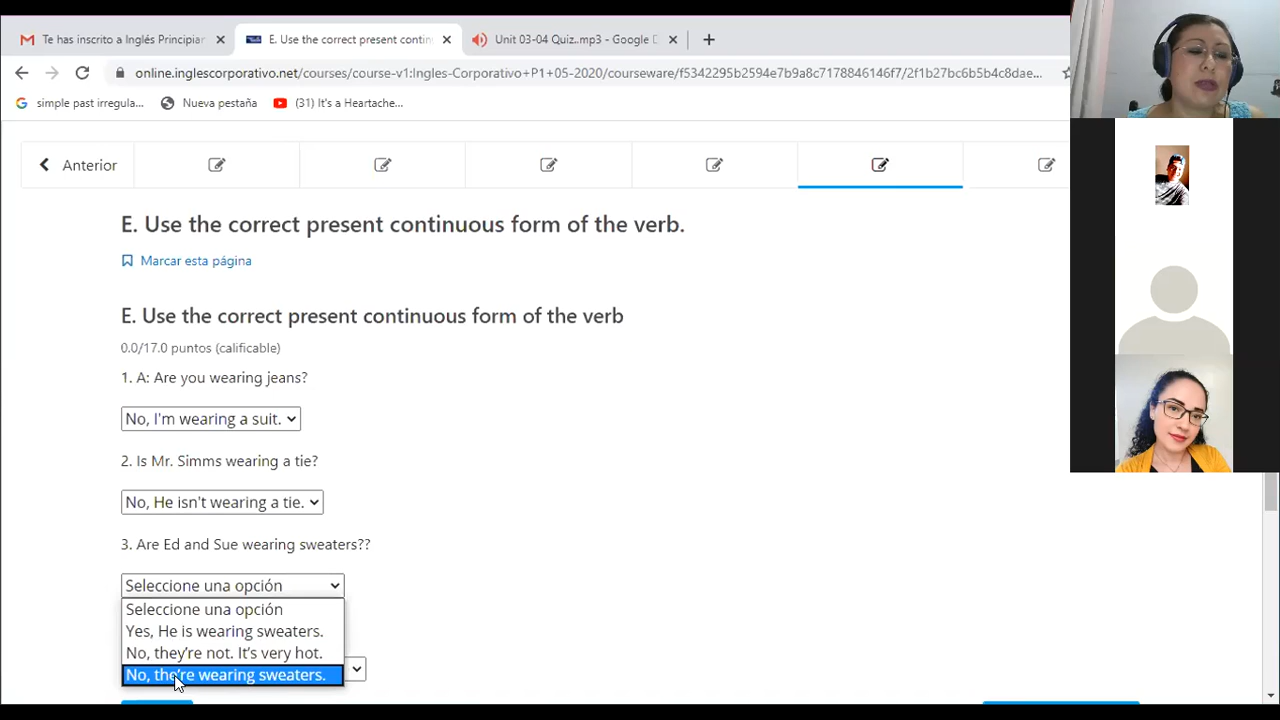 Te has inscrito a Inglés Principian
E. Use the correct present contin
Unit 03-04 Quiz..mp3 - Google D
online.inglescorporativo.net/courses/course-v1:Ingles-Corporativo+P1+05-2020/courseware/f5342295b2594e7b9a8c7178846146f7/2f1b27bc6b5b4c8dae...
simple past irregula...
Nueva pestaña
(31) It's a Heartache...
Anterior
E. Use the correct present continuous form of the verb.
Marcar esta página
E. Use the correct present continuous form of the verb
0.0/17.0 puntos (calificable)
1. A: Are you wearing jeans?
No, I'm wearing a suit.
2. Is Mr. Simms wearing a tie?
No, He isn't wearing a tie.
3. Are Ed and Sue wearing sweaters??
Seleccione una opción
Seleccione una opción
Yes, He is wearing sweaters.
No, they're not. It's very hot.
No, the're wearing sweaters.